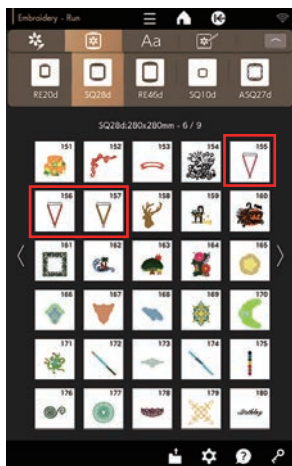 Embroidery - Run
Aa
RE20d SQ28d RE46d SQ10d ASQ27d
SQ28d:280x280mm - 6 / 9
151 152 153 154 155
156 157 158 159 160
161 162 163 164 165
166 167 168 169 170
171 172 173 174 175
176 177 178 179 180
Birthday
?